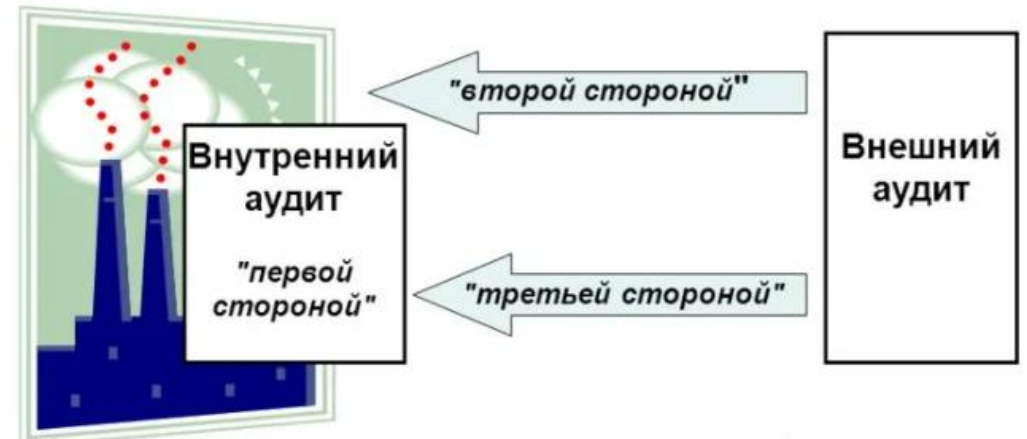 Внутренний
аудит
"первой
стороной"
"второй стороной"
"третьей стороной"
Внешний
аудит